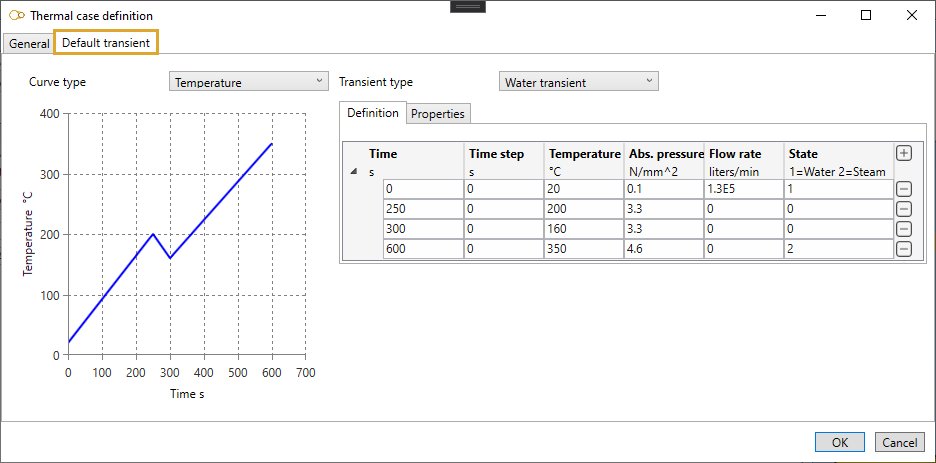 Thermal case definition
General Default transient
Curve type Temperature Transient type Water transient
Definition Properties
Time Time step Temperature Abs. pressure Flow rate State
s s °C N/mm^2 liters/min 1=Water 2=Steam
0 0 20 0.1 1.3E5 1
250 0 200 3.3 0 0
300 0 160 3.3 0 0
600 0 350 4.6 0 2
Temperature °C
400
300
200
100
0
0 100 200 300 400 500 600 700
Time s
OK Cancel